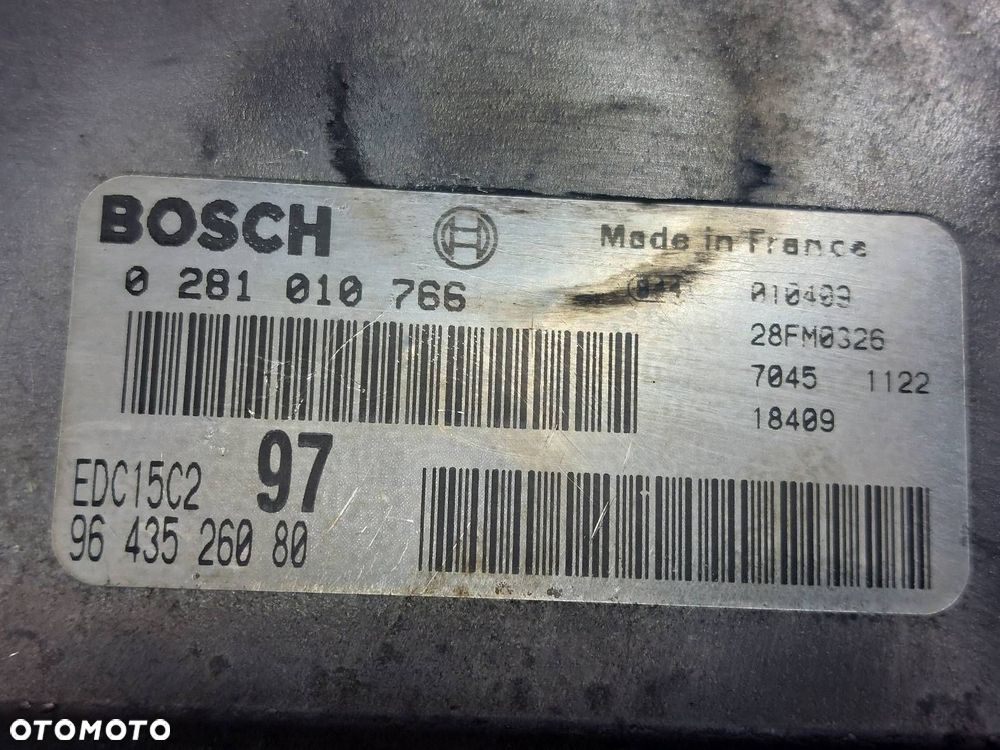 BOSCH
Made in France
0 281 010 766
010409
28FM0326
7045 1122
18409
97
EDC15C2
96 435 260 80
OTOMOTO